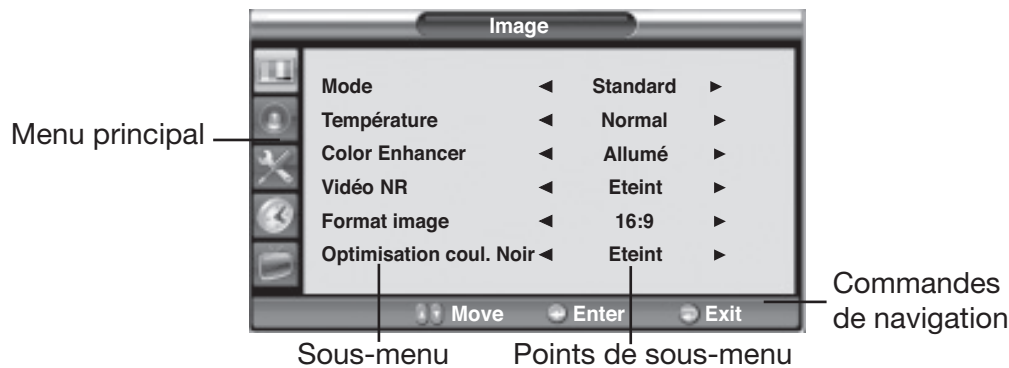 Image
Mode ◄ Standard ►
Température ◄ Normal ►
Color Enhancer ◄ Allumé ►
Vidéo NR ◄ Eteint ►
Format image ◄ 16:9 ►
Optimisation coul. Noir ◄ Eteint ►
Menu principal
Move Enter Exit
Commandes
de navigation
Sous-menu
Points de sous-menu